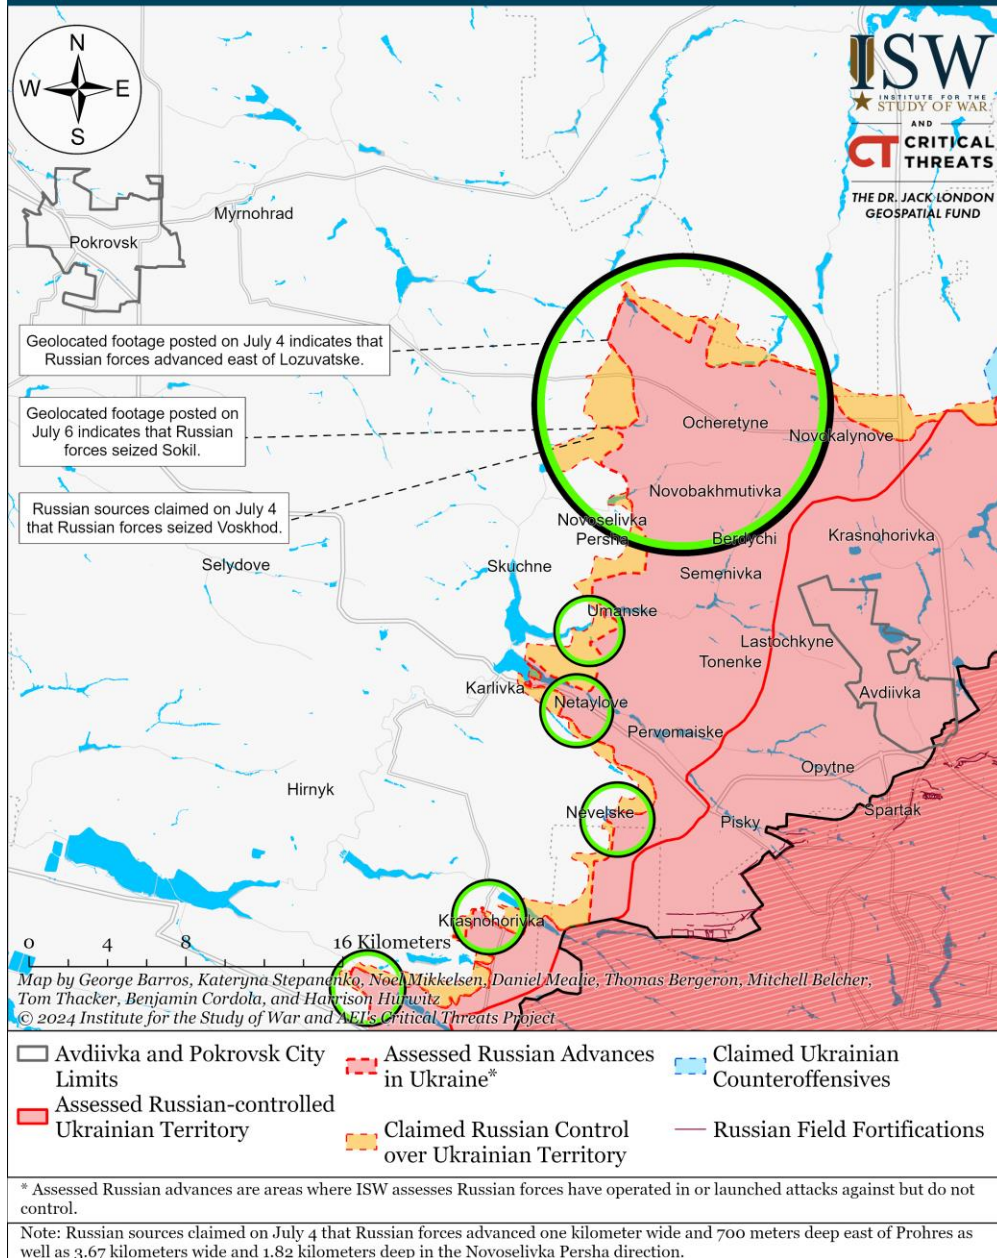 N
W E
S
ISW
INSTITUTE FOR THE
STUDY OF WAR
AND
CT CRITICAL
THREATS
THE DR. JACK LONDON
GEOSPATIAL FUND
Myrnohrad
Pokrovsk
Geolocated footage posted on July 4 indicates that
Russian forces advanced east of Lozuvatske.
Geolocated footage posted on
July 6 indicates that Russian
forces seized Sokil.
Ocheretyne
Novokalynove
Russian sources claimed on July 4
that Russian forces seized Voskhod.
Novobakhmutivka
Novoselivka
Persha
Berdychi
Krasnohorivka
Selydove
Skuchne
Semenivka
Umanske
Lastochkyne
Tonenke
Karlivka
Netaylove
Avdiivka
Pervomaiske
Opytne
Hirnyk
Nevelske
Pisky
Spartak
Krasnohorivka
0 4 8 16 Kilometers
Map by George Barros, Kateryna Stepanenko, Noel Mikkelsen, Daniel Mealie, Thomas Bergeron, Mitchell Belcher,
Tom Thacker, Benjamin Cordola, and Harrison Hurwitz
© 2024 Institute for the Study of War and AEI's Critical Threats Project
Avdiivka and Pokrovsk City
Limits
Assessed Russian-controlled
Ukrainian Territory
Assessed Russian Advances
in Ukraine*
Claimed Russian Control
over Ukrainian Territory
Claimed Ukrainian
Counteroffensives
Russian Field Fortifications
* Assessed Russian advances are areas where ISW assesses Russian forces have operated in or launched attacks against but do not
control.
Note: Russian sources claimed on July 4 that Russian forces advanced one kilometer wide and 700 meters deep east of Prohres as
well as 3.67 kilometers wide and 1.82 kilometers deep in the Novoselivka Persha direction.